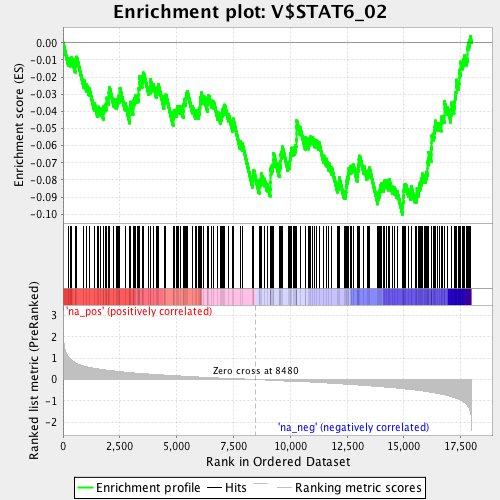 Enrichment plot: V$STAT6_02
Enrichment score (ES)
0.00
-0.01
-0.02
-0.03
-0.04
-0.05
-0.06
-0.07
-0.08
-0.09
-0.10
'na_pos' (positively correlated)
Ranked list metric (PreRanked)
3
2
1
0
-1
-2
Zero cross at 8480
'na_neg' (negatively correlated)
0
2,500
5,000
7,500
10,000
12,500
15,000
17,500
Rank in Ordered Dataset
Enrichment profile
Hits
Ranking metric scores